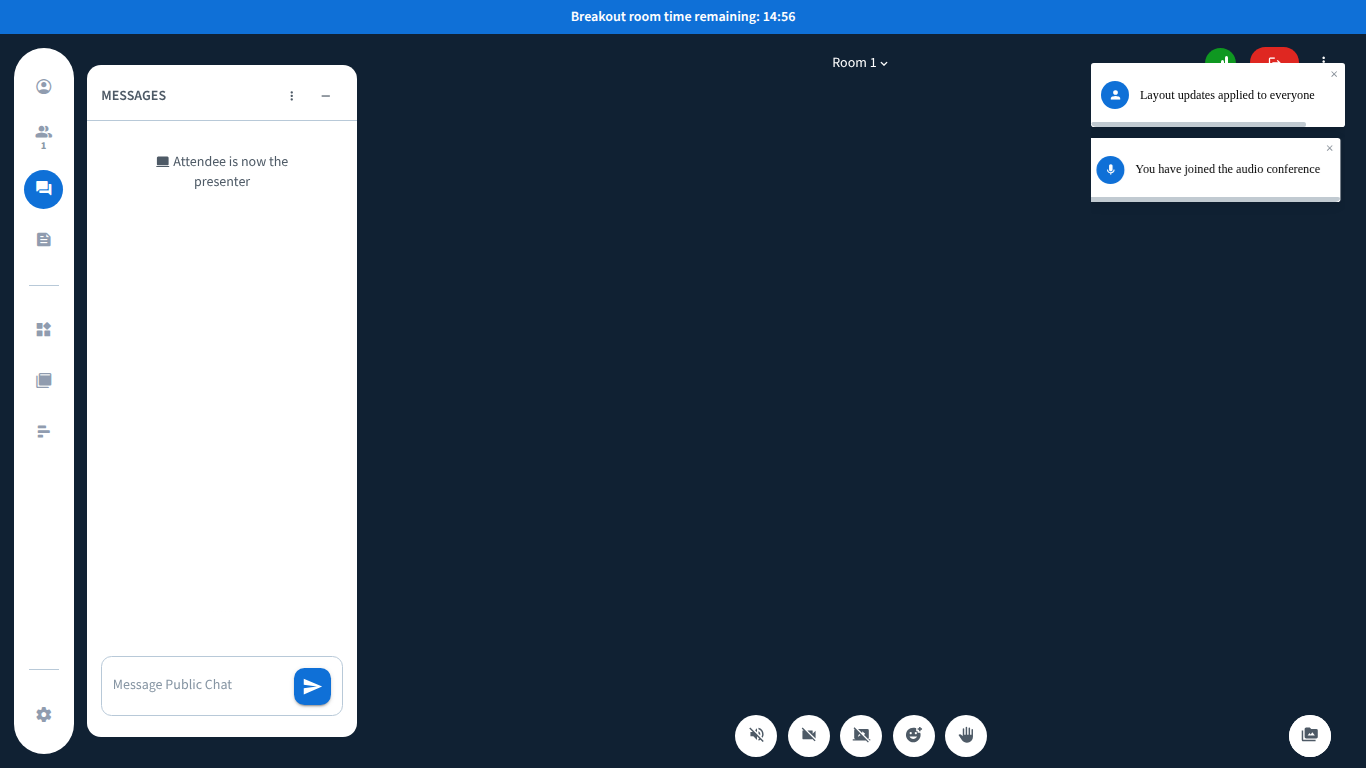 Breakout room time remaining: 14:56
Room 1
MESSAGES
1
Attendee is now the
presenter
Layout updates applied to everyone
You have joined the audio conference
Message Public Chat